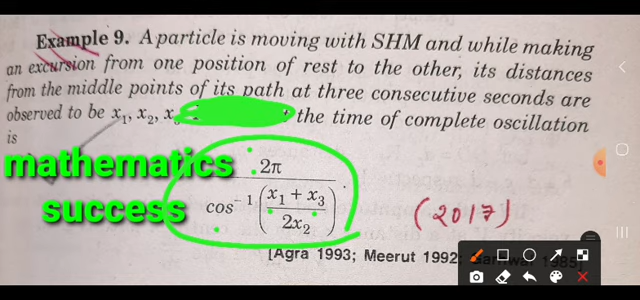 Example 9. A particle is moving with SHM and while making
an excursion from one position of rest to the other, its distances
from the middle points of its path at three consecutive seconds are
observed to be x₁, x₂, x₃ the time of complete oscillation
is
mathematics
success
2π
cos⁻¹ (x₁ + x₃
2x₂) .
(2017)
[Agra 1993; Meerut 1992;